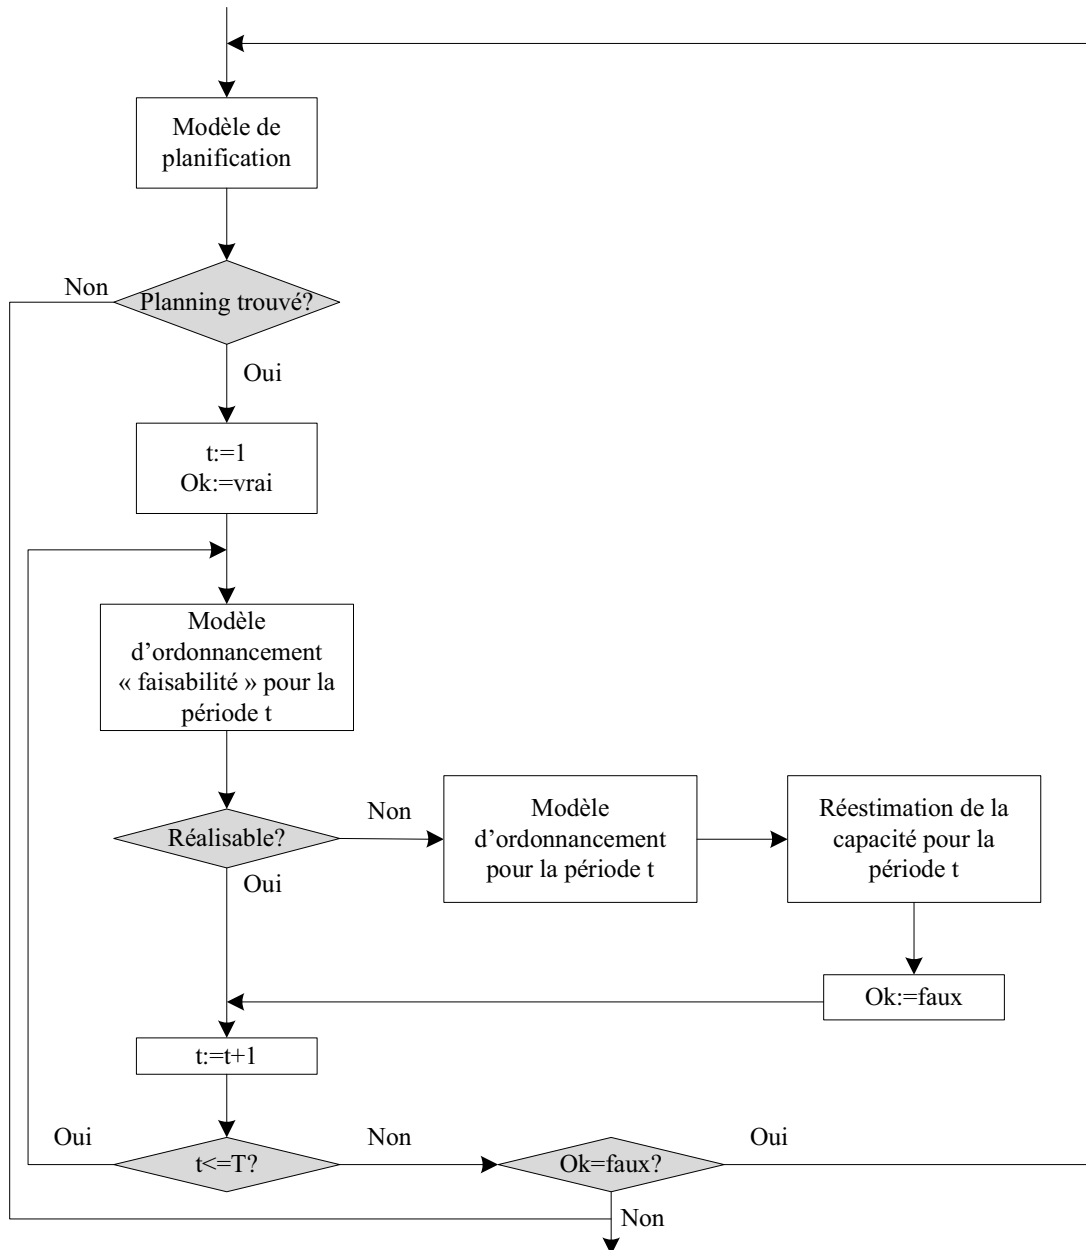 Modèle de
planification
Non
Planning trouvé?
Oui
t:=1
Ok:=vrai
Modèle
d’ordonnancement
« faisabilité » pour la
période t
Réalisable?
Non
Oui
Modèle
d’ordonnancement
pour la période t
Réestimation de la
capacité pour la
période t
Ok:=faux
t:=t+1
Oui
t<=T?
Non
Ok=faux?
Oui
Non